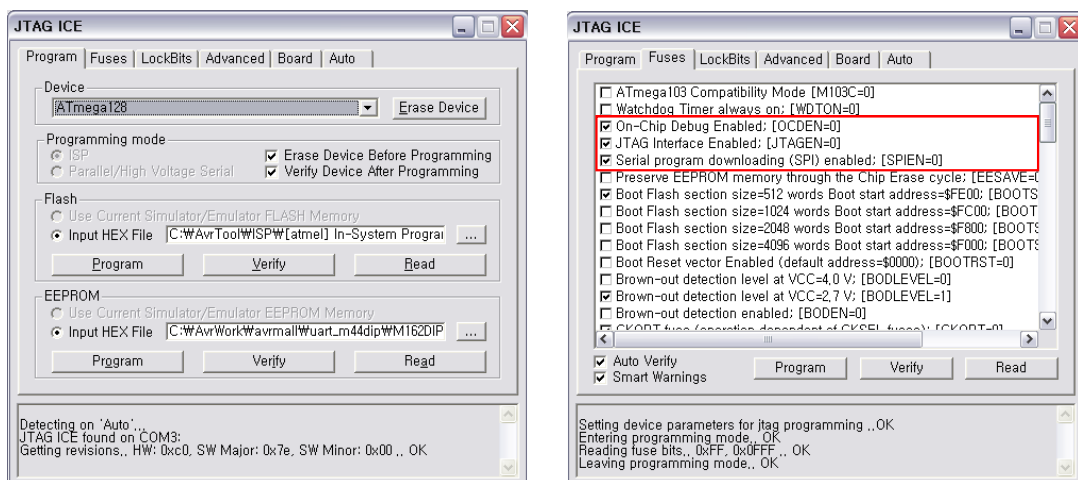 JTAG ICE
Program Fuses LockBits Advanced Board Auto
Device
ATmega128
Erase Device
Programming mode
ISP
Parallel/High Voltage Serial
Erase Device Before Programming
Verify Device After Programming
Flash
Use Current Simulator/Emulator FLASH Memory
Input HEX File C:₩AvrTool₩ISP₩[atmel] In-System Prograi ...
Program Verify Read
EEPROM
Use Current Simulator/Emulator EEPROM Memory
Input HEX File C:₩AvrWork₩avrmall₩uart_m44dip₩M162DIP ...
Program Verify Read
Detecting on 'Auto'...
JTAG ICE found on COM3:
Getting revisions.. HW: 0xc0, SW Major: 0x7e, SW Minor: 0x00 .. OK
JTAG ICE
Program Fuses LockBits Advanced Board Auto
ATmega103 Compatibility Mode [M103C=0]
Watchdog Timer always on; [WDTON=0]
On-Chip Debug Enabled; [OCDEN=0]
JTAG Interface Enabled; [JTAGEN=0]
Serial program downloading (SPI) enabled; [SPIEN=0]
Preserve EEPROM memory through the Chip Erase cycle; [EESAVE=0
Boot Flash section size=512 words Boot start address=$FE00; [BOOTS
Boot Flash section size=1024 words Boot start address=$FC00; [BOOT
Boot Flash section size=2048 words Boot start address=$F800; [BOOTS
Boot Flash section size=4096 words Boot start address=$F000; [BOOTS
Boot Reset vector Enabled (default address=$0000); [BOOTRST=0]
Brown-out detection level at VCC=4.0 V; [BODLEVEL=0]
Brown-out detection level at VCC=2.7 V; [BODLEVEL=1]
Brown-out detection enabled; [BODEN=0]
CKOPT fuse (operation dependent of CKSEL fuses); [CKOPT=0]
Auto Verify
Smart Warnings
Program Verify Read
Setting device parameters for jtag programming ..OK
Entering programming mode.. OK
Reading fuse bits.. 0xFF, 0x0FFF .. OK
Leaving programming mode.. OK